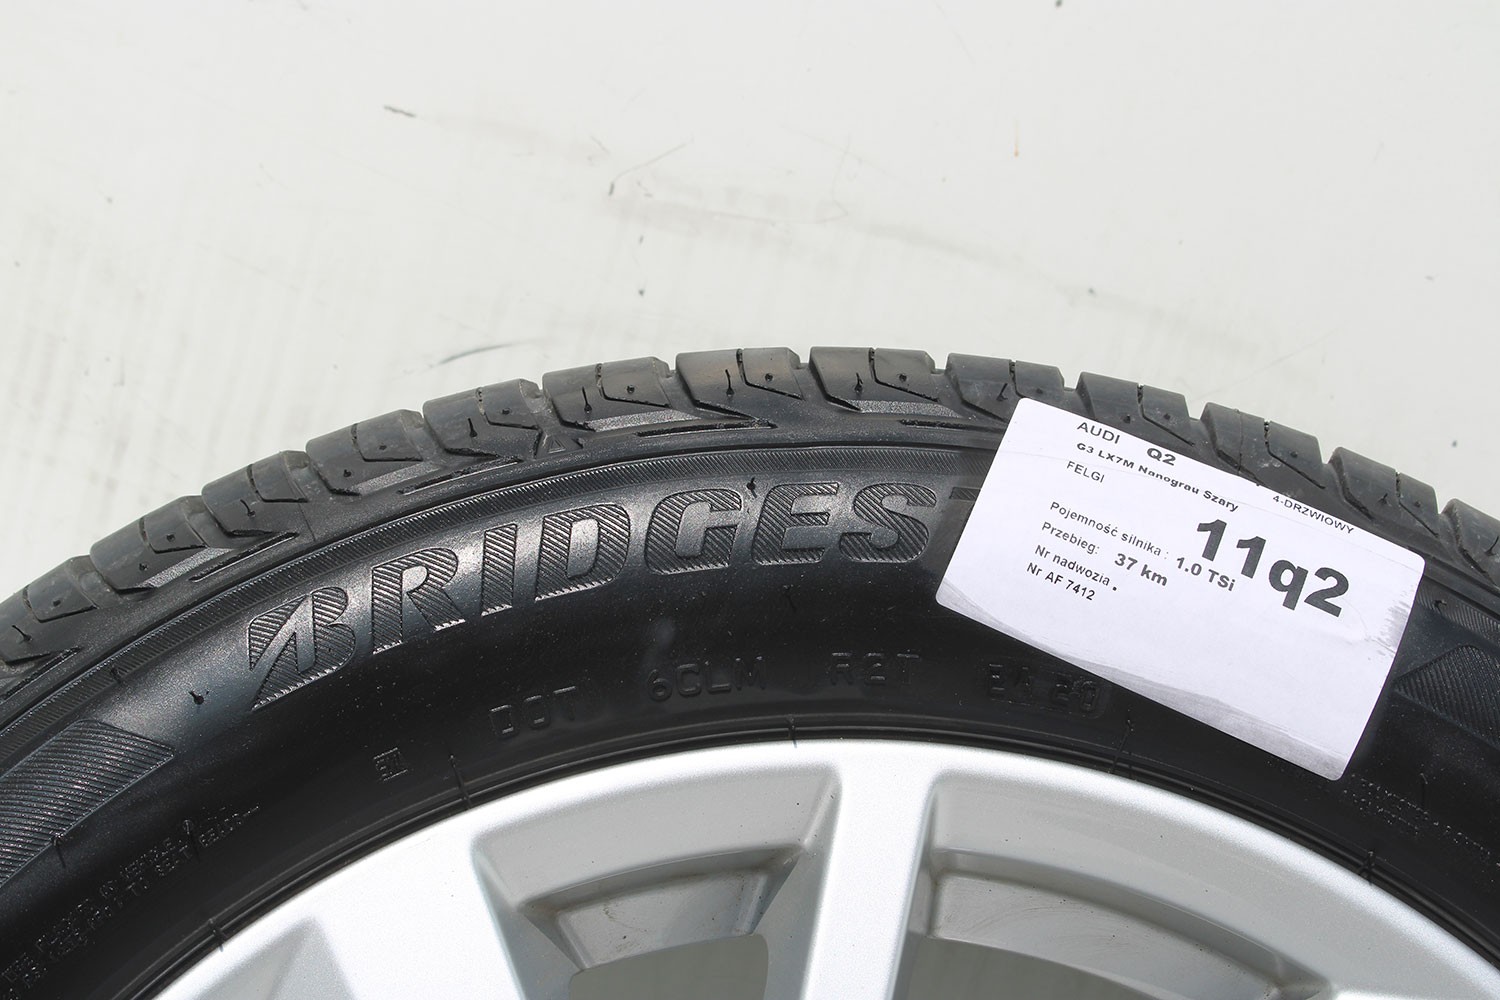 AUDI Q2
G3 LX7M Nanograu Szary
FELGI 4-DRZWIOWY
11q2
Pojemność silnika : 1.0 TSi
Przebieg: 37 km
Nr nadwozia .
Nr AF 7412
BRIDGEST
DOT 6CLM R2T